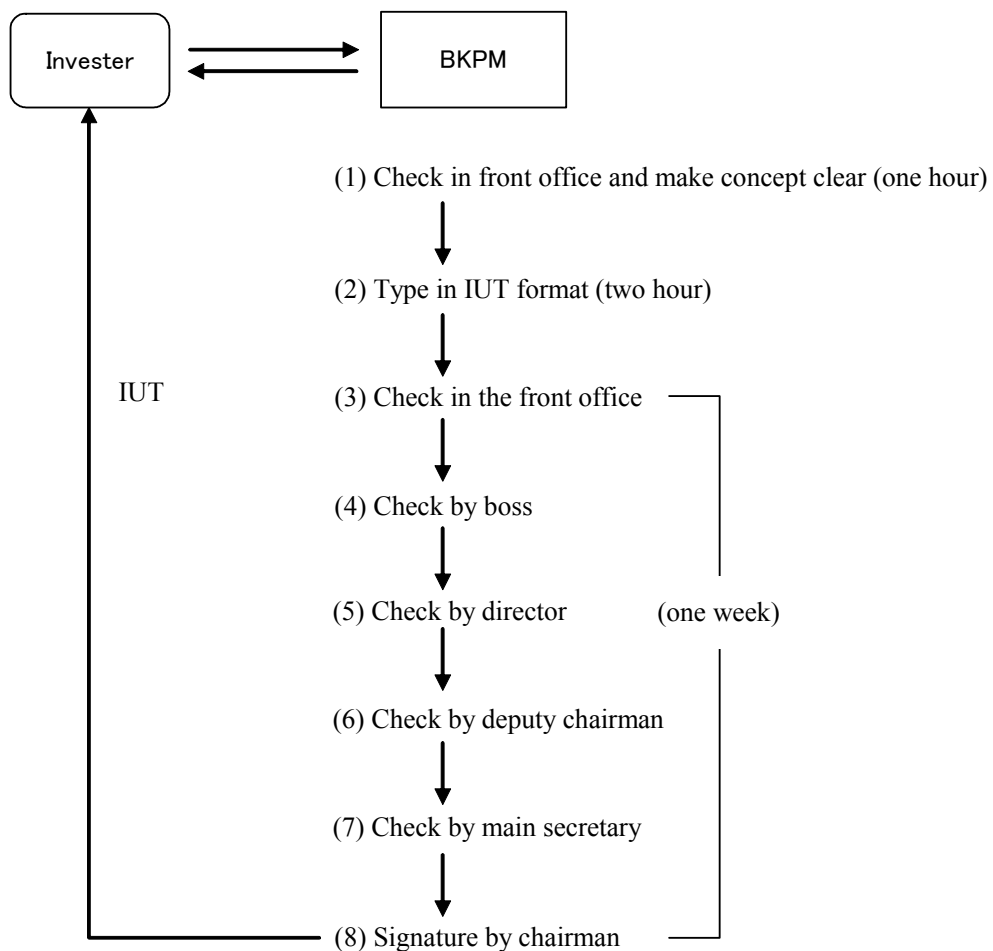 Invester
BKPM
(1) Check in front office and make concept clear (one hour)
(2) Type in IUT format (two hour)
IUT
(3) Check in the front office
(4) Check by boss
(5) Check by director
(one week)
(6) Check by deputy chairman
(7) Check by main secretary
(8) Signature by chairman